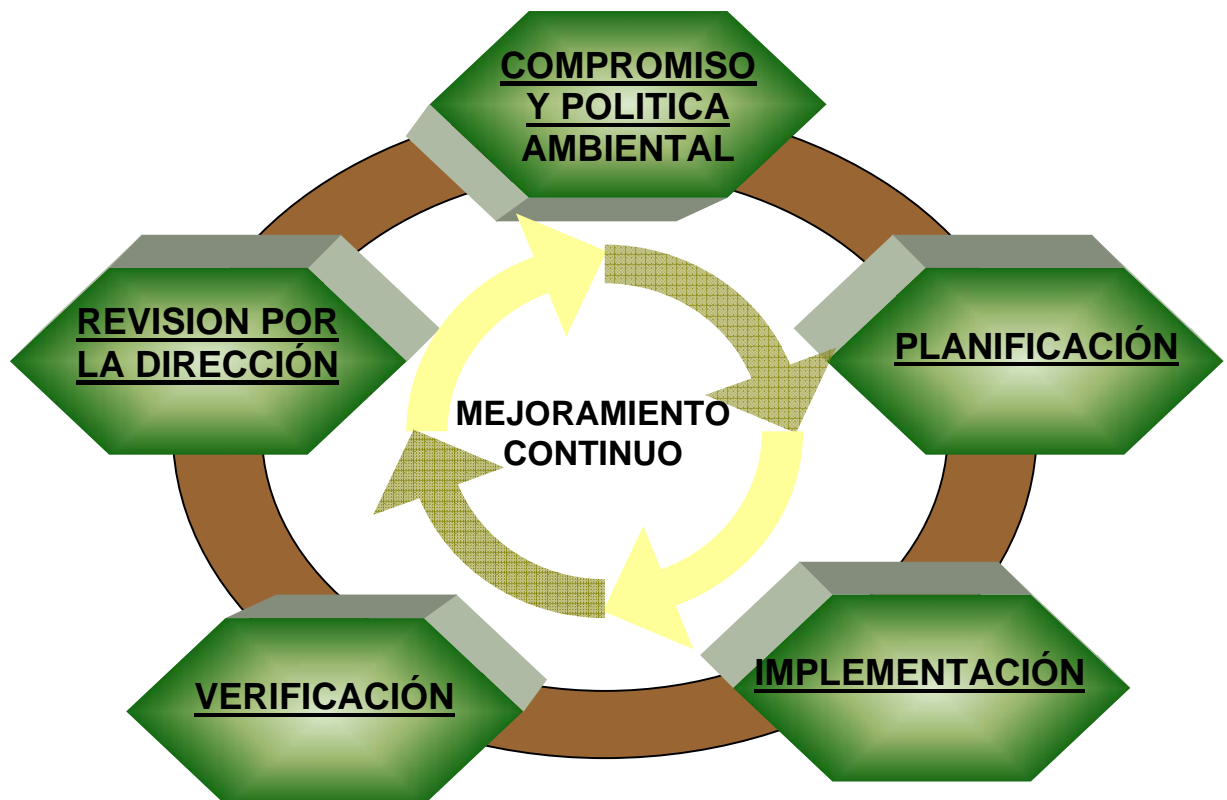 COMPROMISO
Y POLITICA
AMBIENTAL
REVISION POR
LA DIRECCIÓN
PLANIFICACIÓN
MEJORAMIENTO
CONTINUO
VERIFICACIÓN
IMPLEMENTACIÓN